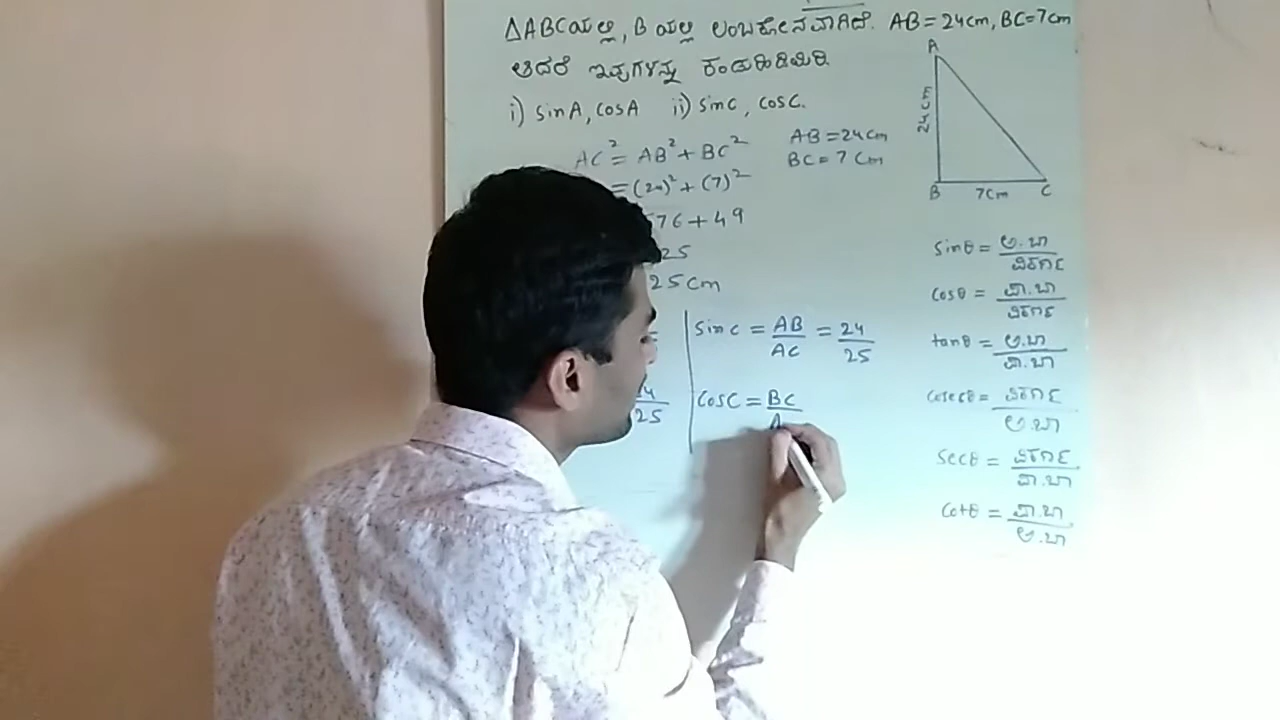 ΔABCಯಲ್ಲಿ, B ಯಲ್ಲಿ ಲಂಬಕೋನವಾಗಿದೆ. AB = 24cm, BC = 7cm
ಆದರೆ ಇವುಗಳನ್ನು ಕಂಡುಹಿಡಿಯಿರಿ
i) sinA, cosA ii) sinc, cosc.
AC² = AB² + BC²
= (24)² + (7)²
76 + 49
25
25cm
AB = 24cm
BC = 7cm
A
24cm
B
7cm
C
25
Sinc = AB/AC = 24/25
CosC = BC/A
Sinθ = ಅ.ಬಾ/ವಿಕರ್ಣ
Cosθ = ಪಾ.ಬಾ/ವಿಕರ್ಣ
tanθ = ಅ.ಬಾ/ಪಾ.ಬಾ
Cosecθ = ವಿಕರ್ಣ/ಅ.ಬಾ
Secθ = ವಿಕರ್ಣ/ಪಾ.ಬಾ
Cotθ = ಪಾ.ಬಾ/ಅ.ಬಾ